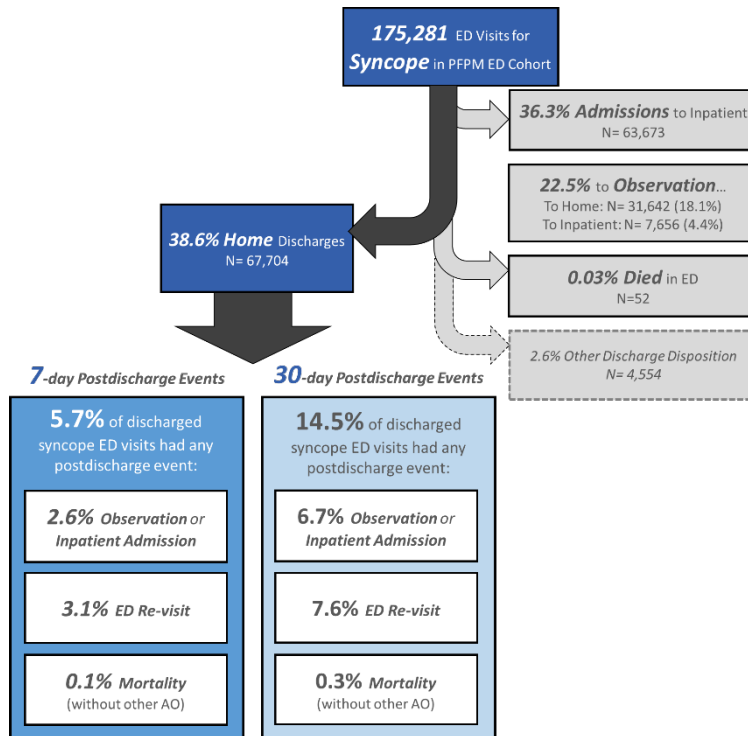 175,281 ED Visits for
Syncope in PFPM ED Cohort
36.3% Admissions to Inpatient
N= 63,673
22.5% to Observation...
To Home: N= 31,642 (18.1%)
To Inpatient: N= 7,656 (4.4%)
38.6% Home Discharges
N= 67,704
0.03% Died in ED
N=52
2.6% Other Discharge Disposition
N= 4,554
7-day Postdischarge Events
5.7% of discharged
syncope ED visits had any
postdischarge event:
2.6% Observation or
Inpatient Admission
3.1% ED Re-visit
0.1% Mortality
(without other AO)
30-day Postdischarge Events
14.5% of discharged
syncope ED visits had any
postdischarge event:
6.7% Observation or
Inpatient Admission
7.6% ED Re-visit
0.3% Mortality
(without other AO)